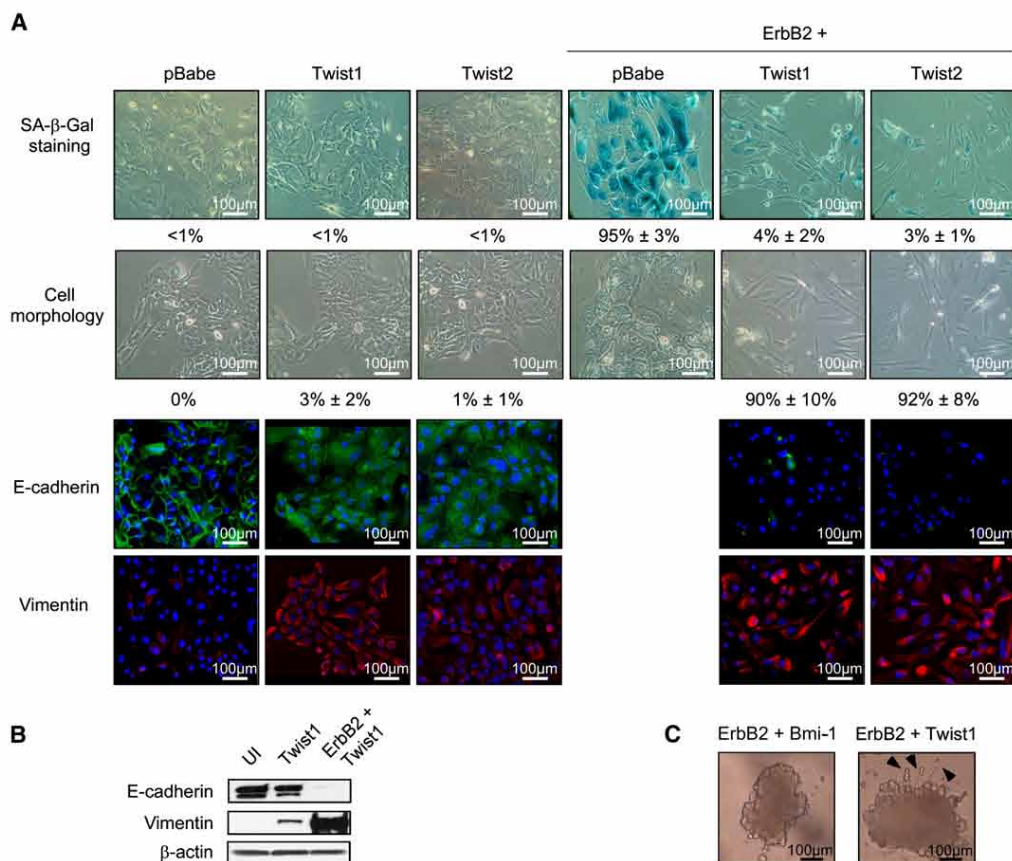 A
ErbB2 +
pBabe Twist1 Twist2 pBabe Twist1 Twist2
SA-β-Gal
staining
100µm 100µm 100µm 100µm 100µm 100µm
<1% <1% <1% 95% ± 3% 4% ± 2% 3% ± 1%
Cell
morphology
100µm 100µm 100µm 100µm 100µm 100µm
0% 3% ± 2% 1% ± 1% 90% ± 10% 92% ± 8%
E-cadherin
100µm 100µm 100µm 100µm 100µm
Vimentin
100µm 100µm 100µm 100µm 100µm
B
UI
Twist1
ErbB2 +
Twist1
E-cadherin
Vimentin
β-actin
C
ErbB2 + Bmi-1 ErbB2 + Twist1
100µm 100µm